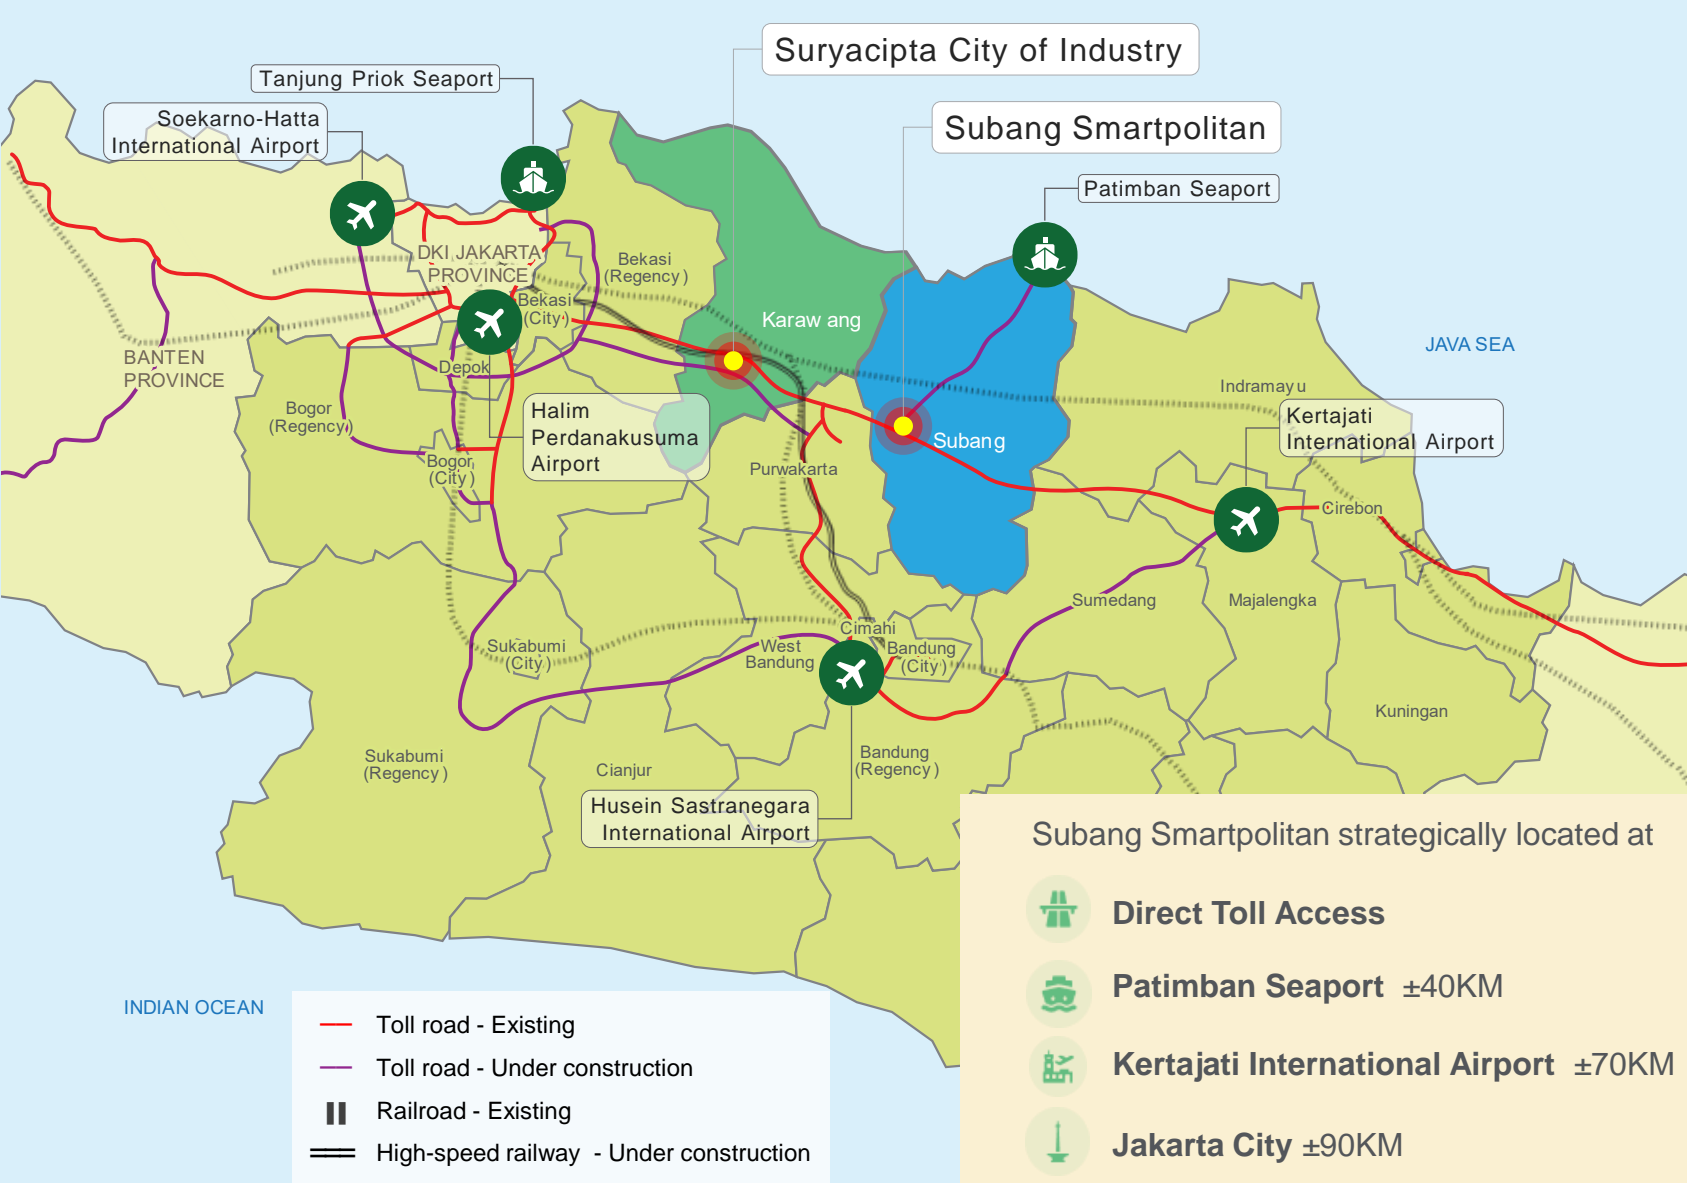 Suryacipta City of Industry
Tanjung Priok Seaport
Soekarno-Hatta
International Airport
Subang Smartpolitan
Patimban Seaport
DKI JAKARTA
PROVINCE
Bekasi
(Regency)
Bekasi
(City)
Karaw ang
JAVA SEA
BANTEN
PROVINCE
Depok
Indramayu
Bogor
(Regency)
Halim
Perdanakusuma
Airport
Kertajati
International Airport
Subang
Bogor
(City)
Purwakarta
Cirebon
Sumedang
Majalengka
Cimahi
Sukabumi
(City)
West
Bandung
Bandung
(City)
Kuningan
Sukabumi
(Regency)
Cianjur
Bandung
(Regency)
Husein Sastranegara
International Airport
Subang Smartpolitan strategically located at
Direct Toll Access
Patimban Seaport ±40KM
Kertajati International Airport ±70KM
Jakarta City ±90KM
INDIAN OCEAN
Toll road - Existing
Toll road - Under construction
Railroad - Existing
High-speed railway - Under construction